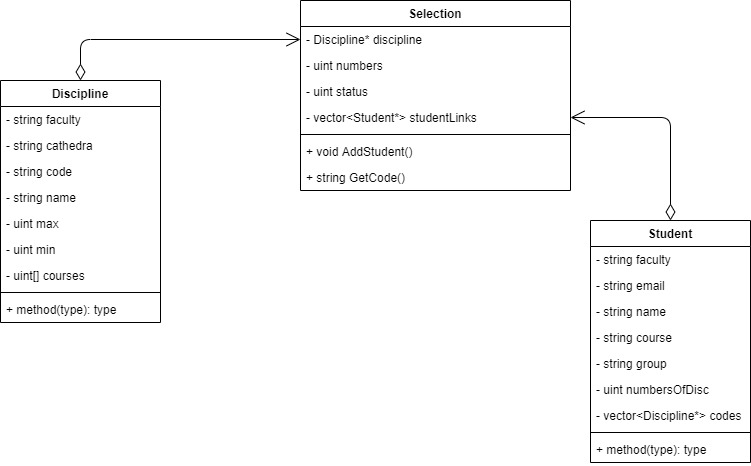 Selection
- Discipline* discipline
- uint numbers
- uint status
- vector<Student*> studentLinks
+ void AddStudent()
+ string GetCode()
Discipline
- string faculty
- string cathedra
- string code
- string name
- uint max
- uint min
- uint[] courses
+ method(type): type
Student
- string faculty
- string email
- string name
- string course
- string group
- uint numbersOfDisc
- vector<Discipline*> codes
+ method(type): type